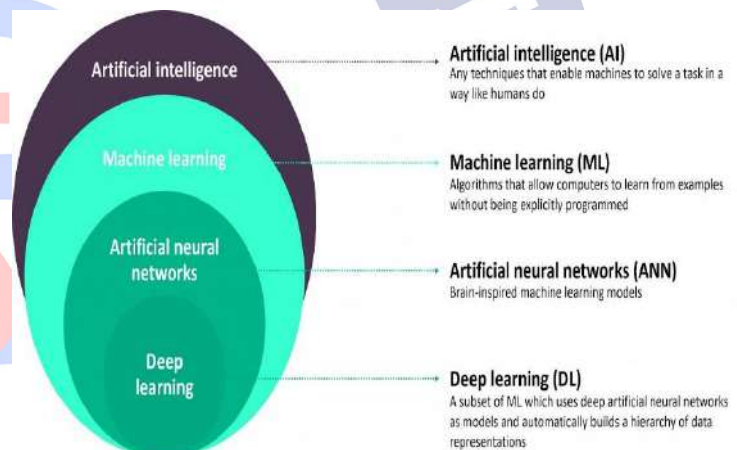 Artificial intelligence
Machine learning
Artificial neural
networks
Deep
learning
Artificial intelligence (AI)
Any techniques that enable machines to solve a task in a
way like humans do
Machine learning (ML)
Algorithms that allow computers to learn from examples
without being explicitly programmed
Artificial neural networks (ANN)
Brain-inspired machine learning models
Deep learning (DL)
A subset of ML which uses deep artificial neural networks
as models and automatically builds a hierarchy of data
representations